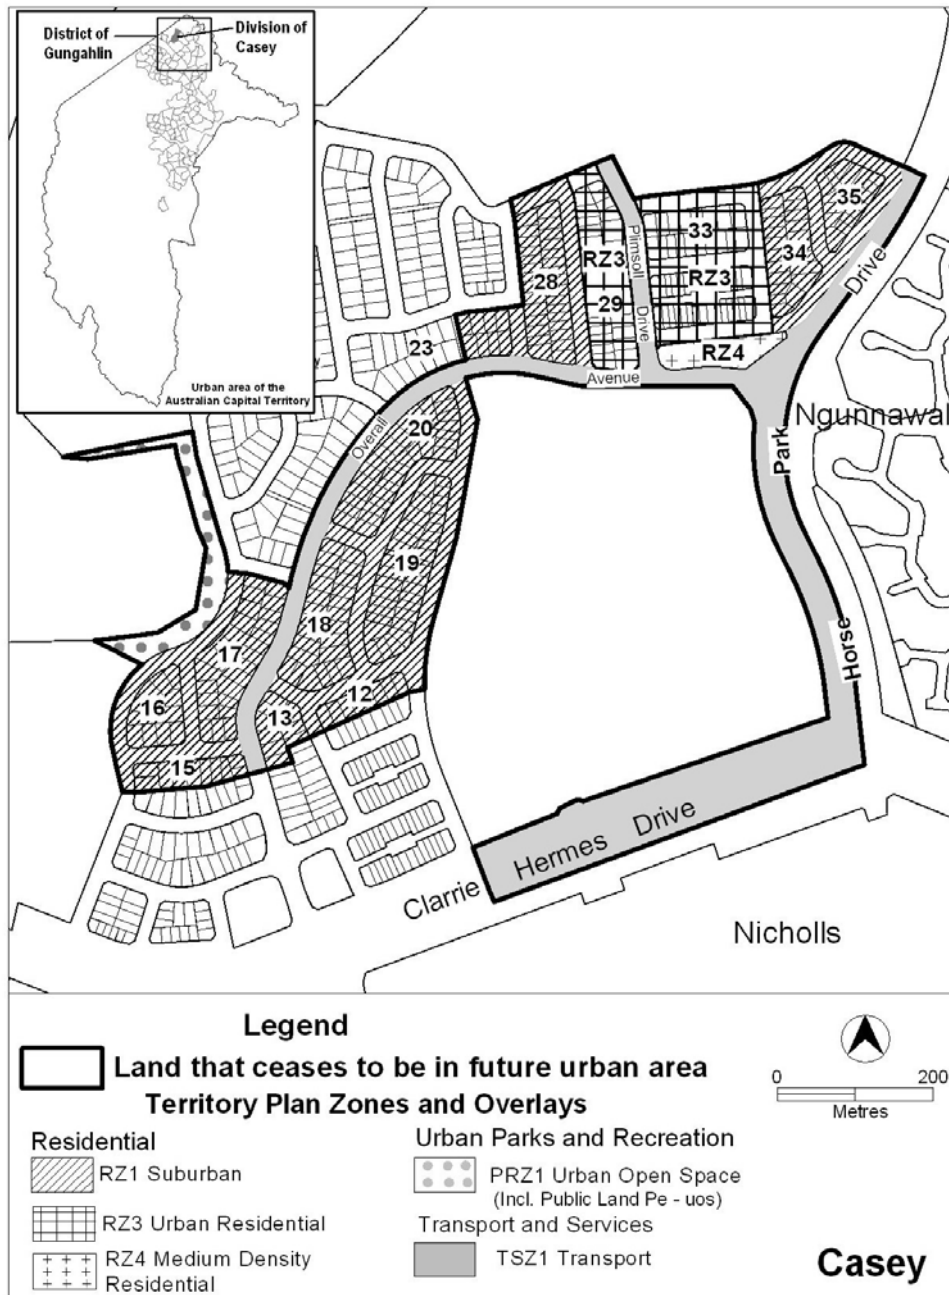 District of
Gungahlin
Division of
Casey
Urban area of the
Australian Capital Territory
35
33
34
28
RZ3
RZ3
29
Plimsoll
Drive
Drive
RZ4
23
Avenue
Overall
20
Ngunnawal
Park
19
18
17
Horse
16
12
13
15
Clarrie Hermes Drive
Nicholls
Legend
Land that ceases to be in future urban area
Territory Plan Zones and Overlays
0 200
Metres
Residential
RZ1 Suburban
RZ3 Urban Residential
RZ4 Medium Density
Residential
Urban Parks and Recreation
PRZ1 Urban Open Space
(Incl. Public Land Pe - uos)
Transport and Services
TSZ1 Transport
Casey